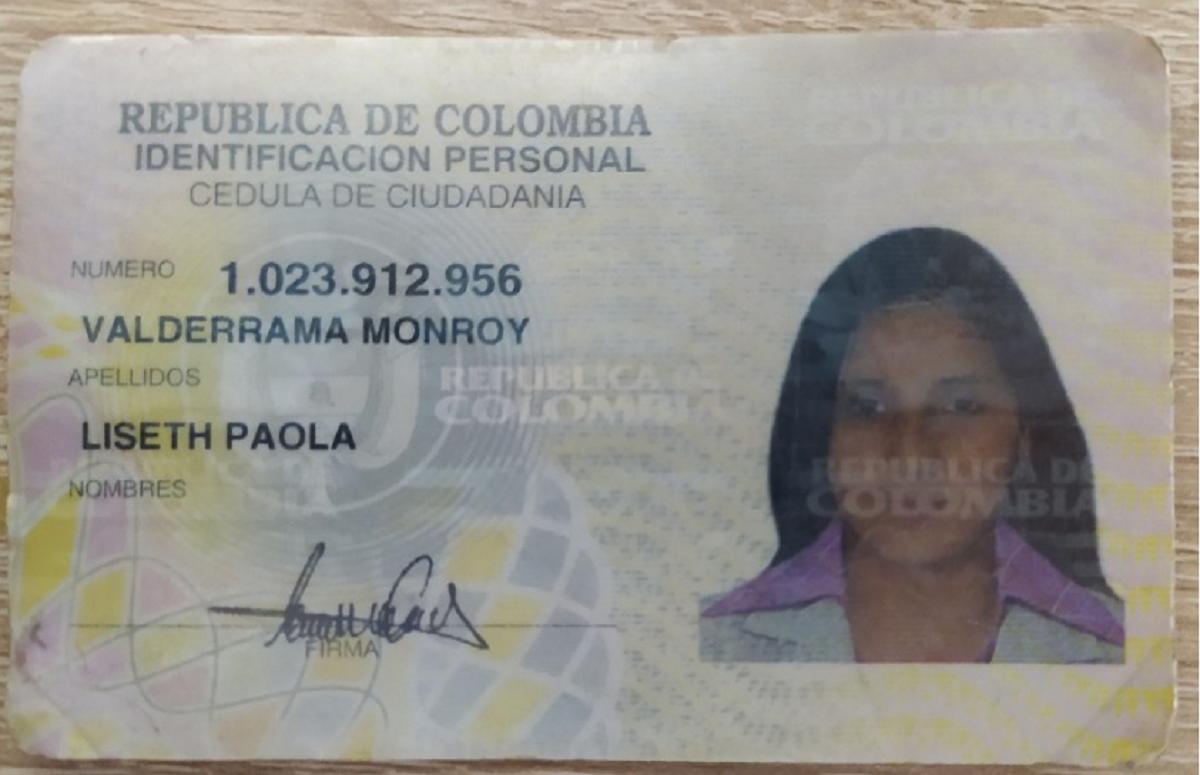 REPUBLICA DE COLOMBIA
IDENTIFICACION PERSONAL
CEDULA DE CIUDADANIA
NUMERO 1.023.912.956
VALDERRAMA MONROY
APELLIDOS
LISETH PAOLA
NOMBRES
FIRMA
REPUBLICA DE
COLOMBIA
REPUBLICA DE
COLOMBIA
REPUBLICA DE
COLOMBIA